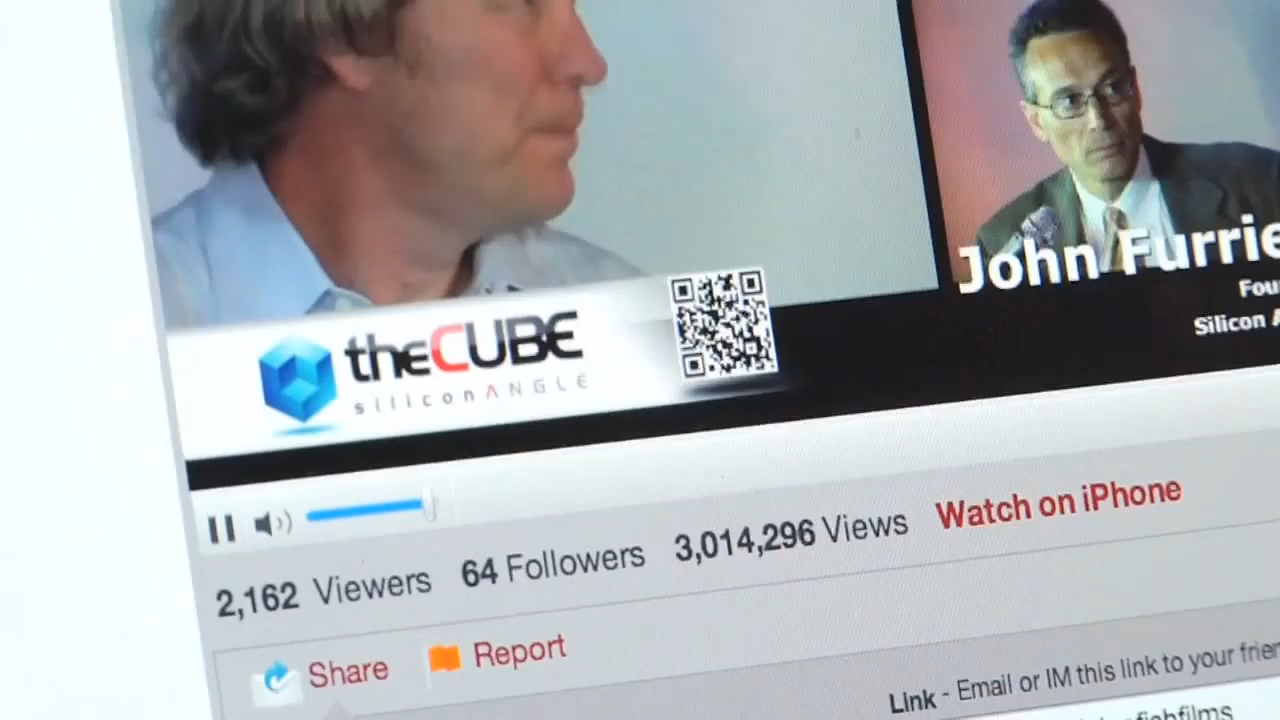 John Furrie
Fou
Silicon A
theCUBE
siliconANGLE
2,162 Viewers 64 Followers 3,014,296 Views Watch on iPhone
Share Report
Link - Email or IM this link to your frien
fishfilms